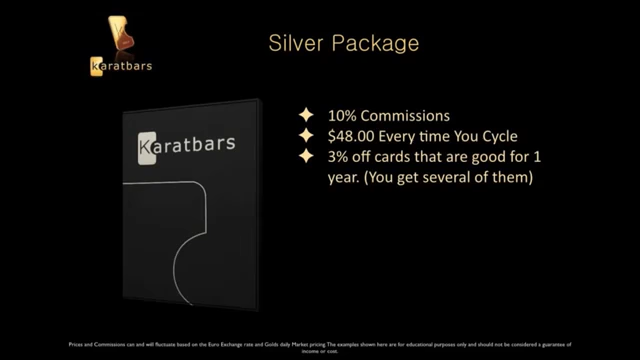 Silver Package
karatbars
10% Commissions
$48.00 Every time You Cycle
3% off cards that are good for 1
year. (You get several of them)
Karatbars
Prices and Commissions can and will fluctuate based on the Euro Exchange rate and Golds daily Market pricing. The examples shown here are for educational purposes only and should not be considered a guarantee of
income or cost.